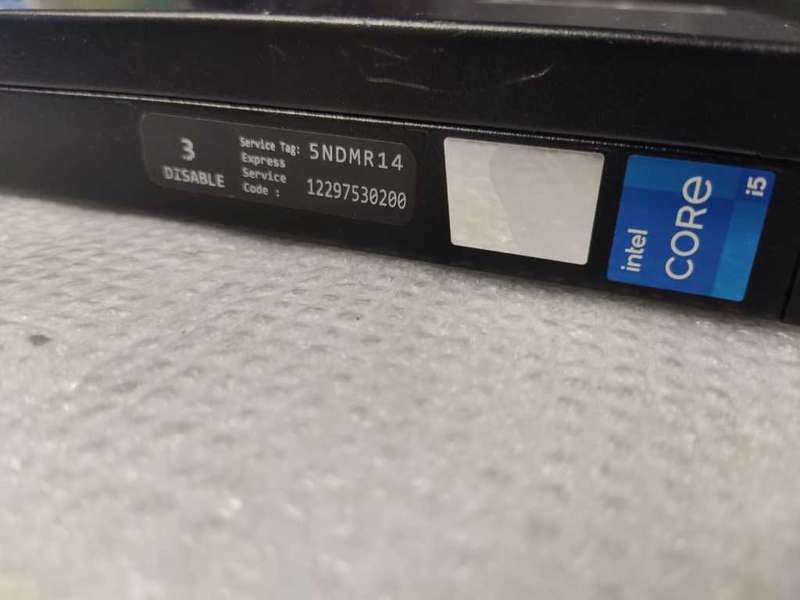 3
DISABLE
Service Tag: 5NDMR14
Express
Service
Code : 12297530200
intel
CORE
i5